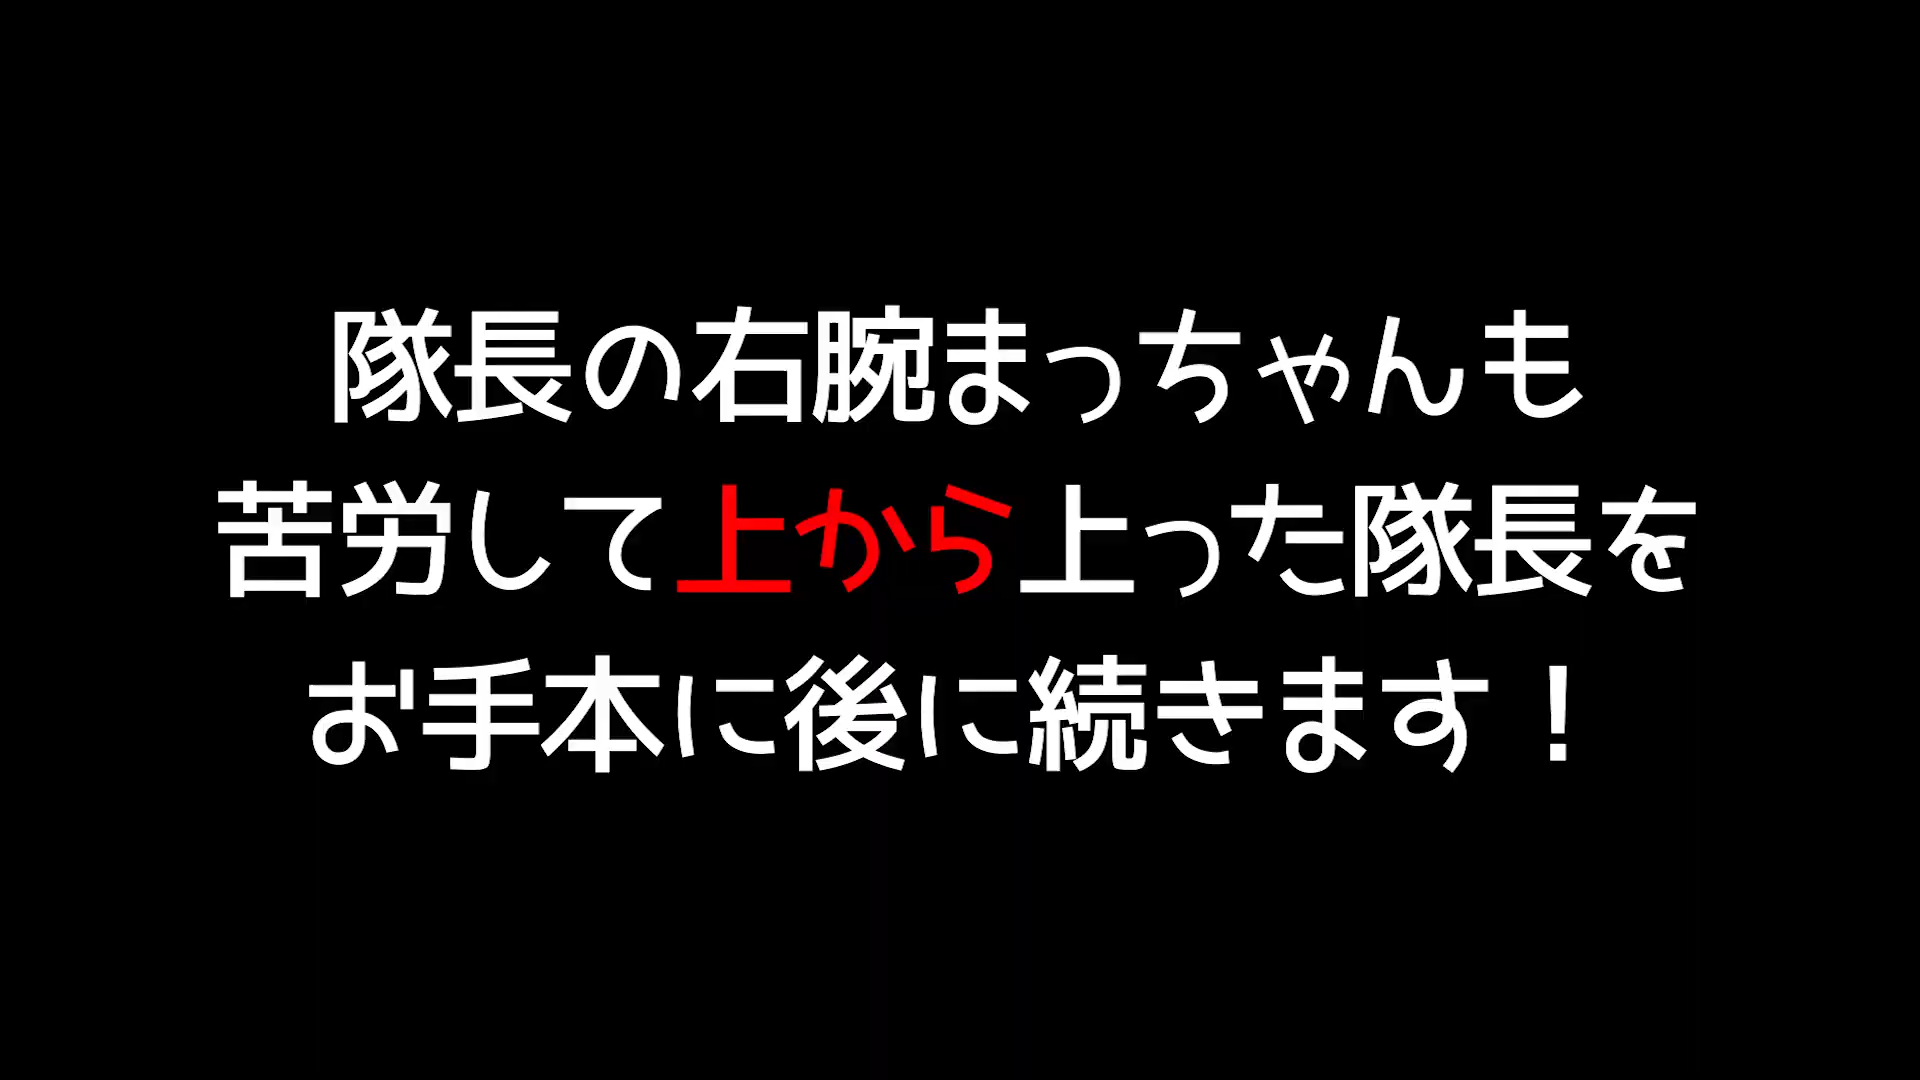 隊長の右腕まっちゃんも
苦労して上から上った隊長を
お手本に後に続きます！